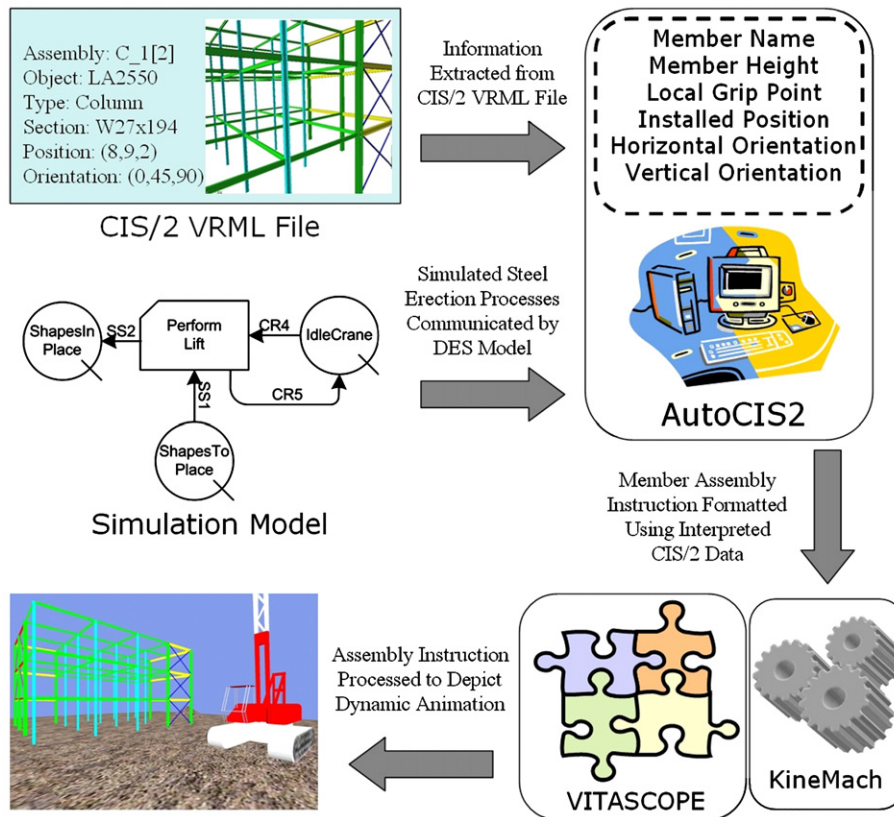 Assembly: C_1[2]
Object: LA2550
Type: Column
Section: W27x194
Position: (8,9,2)
Orientation: (0,45,90)
CIS/2 VRML File
Information
Extracted from
CIS/2 VRML File
Member Name
Member Height
Local Grip Point
Installed Position
Horizontal Orientation
Vertical Orientation
AutoCIS2
ShapesIn
Place
SS2
Perform
Lift
CR4
IdleCrane
CR5
SS1
ShapesTo
Place
Simulation Model
Simulated Steel
Erection Processes
Communicated by
DES Model
Member Assembly
Instruction Formatted
Using Interpreted
CIS/2 Data
Assembly Instruction
Processed to Depict
Dynamic Animation
VITASCOPE
KineMach